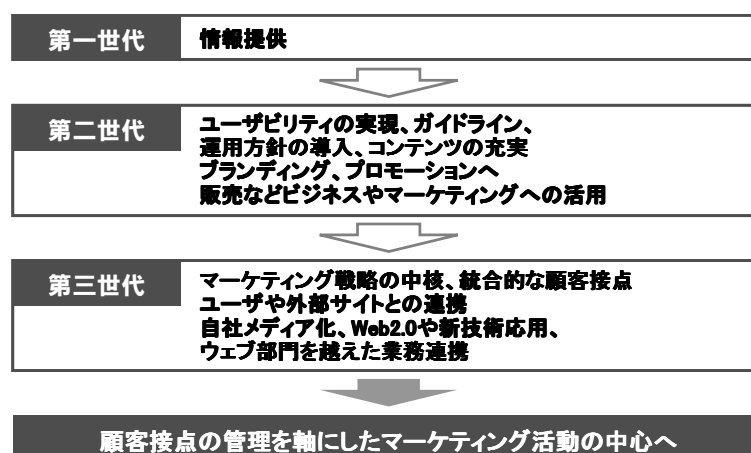 第一世代
情報提供
第二世代
ユーザビリティの実現、ガイドライン、
運用方針の導入、コンテンツの充実
ブランディング、プロモーションへ
販売などビジネスやマーケティングへの活用
第三世代
マーケティング戦略の中核、統合的な顧客接点
ユーザや外部サイトとの連携
自社メディア化、Web2.0や新技術応用、
ウェブ部門を越えた業務連携
顧客接点の管理を軸にしたマーケティング活動の中心へ